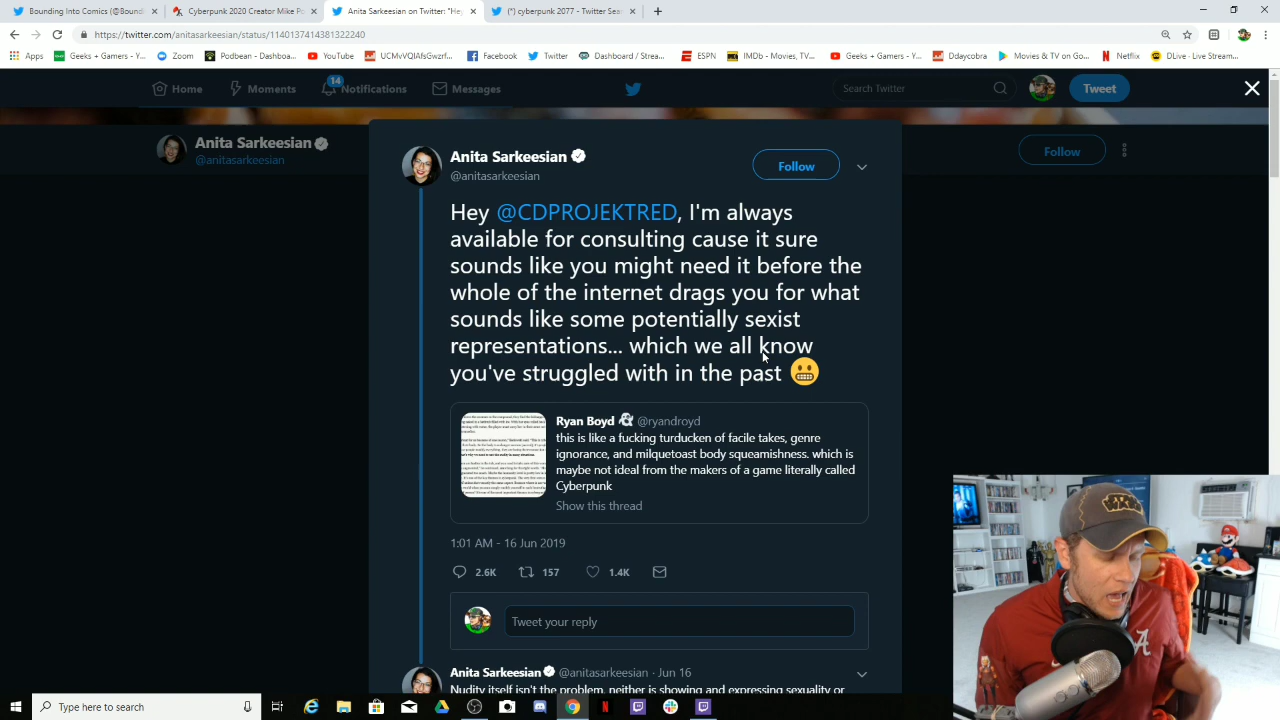 Bounding Into Comics (@Bound
Cyberpunk 2020 Creator Mike Po
Anita Sarkeesian on Twitter: "Hey
(*) cyberpunk 2077 - Twitter Sea
https://twitter.com/anitasarkeesian/status/1140137414381322240
Apps
Geeks + Gamers - Y...
Zoom
Podbean - Dashboa...
YouTube
UCMvVQIAfsGwzrf...
Facebook
Twitter
Dashboard / Strea...
ESPN
IMDb - Movies, TV...
Geeks + Gamers - Y...
Ddaycobra
Movies & TV on Go...
Netflix
DLive · Live Stream...
Home
Moments
14
Notifications
Messages
Search Twitter
Tweet
Anita Sarkeesian
@anitasarkeesian
Follow
Anita Sarkeesian
@anitasarkeesian
Follow
Hey @CDPROJEKTRED, I'm always
available for consulting cause it sure
sounds like you might need it before the
whole of the internet drags you for what
sounds like some potentially sexist
representations... which we all know
you've struggled with in the past 😬
Ryan Boyd @ryandroyd
this is like a fucking turducken of facile takes, genre
ignorance, and milquetoast body squeamishness. which is
maybe not ideal from the makers of a game literally called
Cyberpunk
Show this thread
1:01 AM - 16 Jun 2019
2.6K
157
1.4K
Tweet your reply
Anita Sarkeesian @anitasarkeesian · Jun 16
Nudity itself isn't the problem, neither is showing and expressing sexuality or
Type here to search